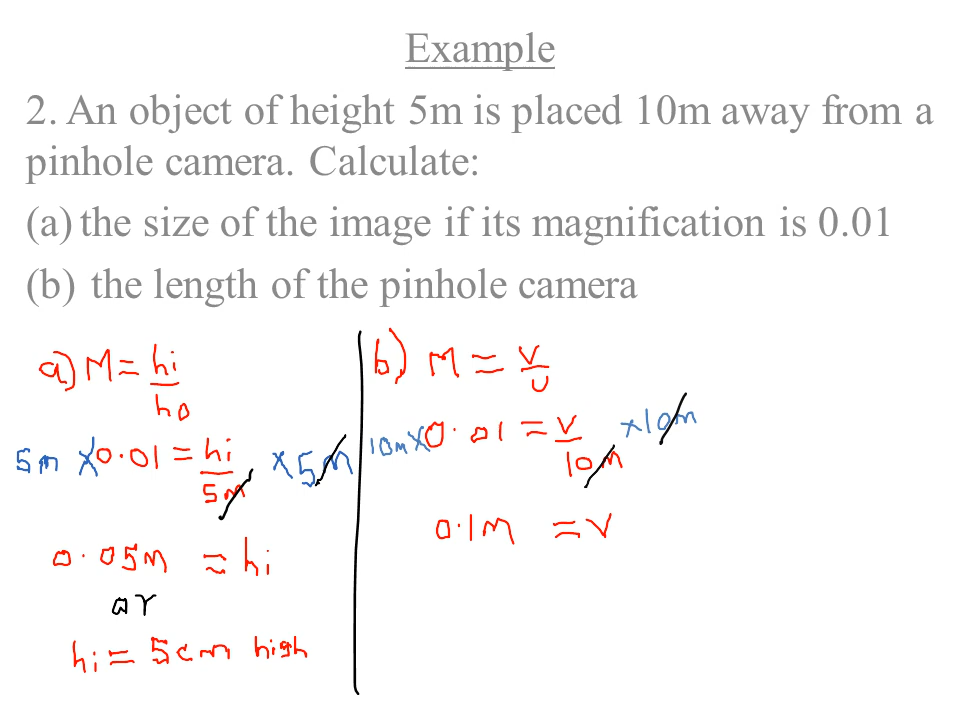 Example
2. An object of height 5m is placed 10m away from a
pinhole camera. Calculate:
(a) the size of the image if its magnification is 0.01
(b) the length of the pinhole camera
a) M = hi/ho
5m × 0.01 = hi/5m × 5m
0.05m = hi
or
hi = 5cm high
b) M = v/u
10m × 0.01 = v/10m × 10m
0.1m = v